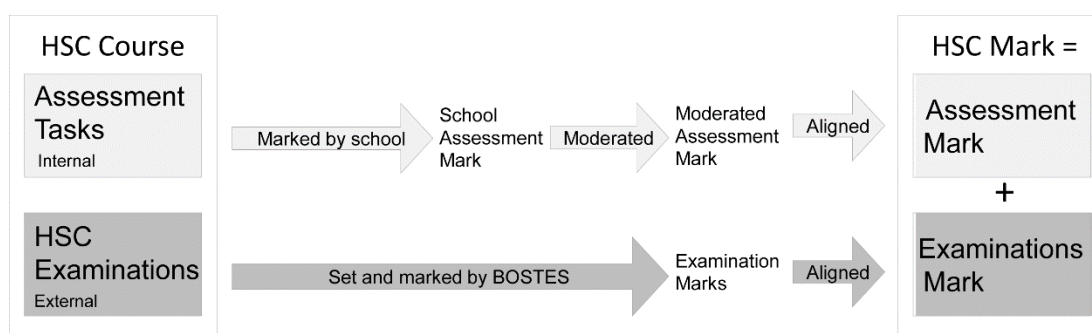 HSC Course
Assessment
Tasks
Internal
Marked by school
School
Assessment
Mark
Moderated
Moderated
Assessment
Mark
Aligned
HSC
Examinations
External
Set and marked by BOSTES
Examination
Marks
Aligned
HSC Mark =
Assessment
Mark
+
Examinations
Mark